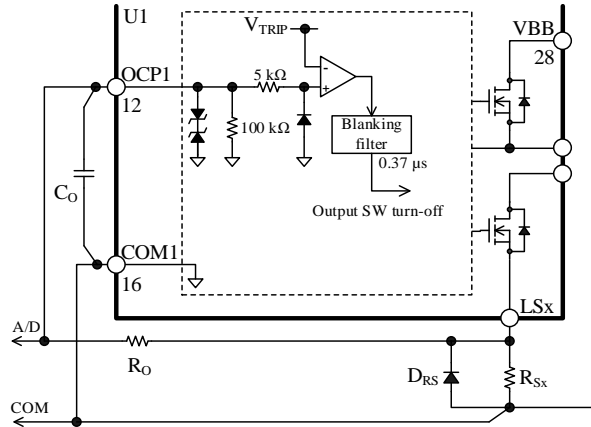 U1
VTRIP
VBB
28
OCP1
12
5 kΩ
-
+
100 kΩ
Blanking
filter
0.37 µs
CO
Output SW turn-off
COM1
16
LSx
A/D
RO
DRS
RSx
COM